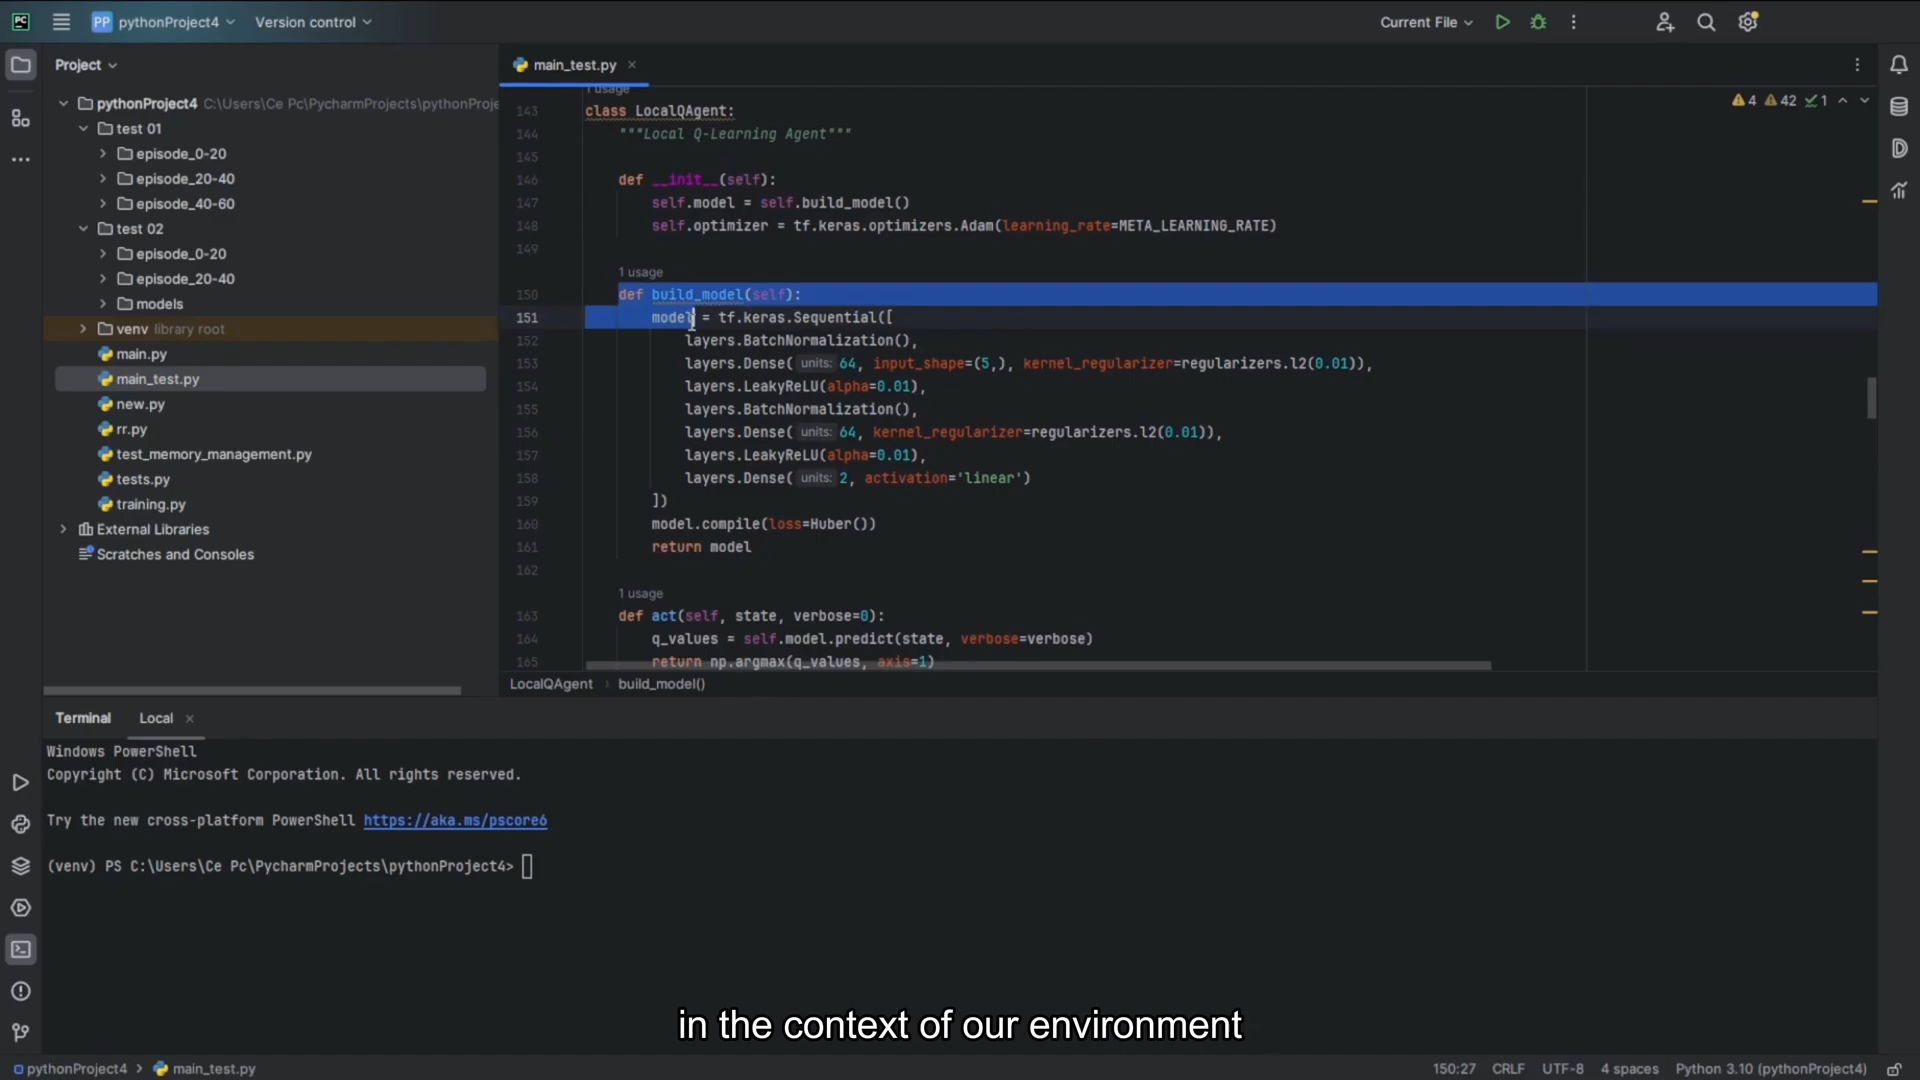 PC
PP pythonProject4
Version control
Current File
Project
main_test.py
pythonProject4 C:\Users\Ce Pc\PycharmProjects\pythonProje
test 01
episode_0-20
episode_20-40
episode_40-60
test 02
episode_0-20
episode_20-40
models
venv library root
main.py
main_test.py
new.py
rr.py
test_memory_management.py
tests.py
training.py
External Libraries
Scratches and Consoles
4 42 1
1 usage
143 class LocalQAgent:
144 """Local Q-Learning Agent"""
145
146 def __init__(self):
147 self.model = self.build_model()
148 self.optimizer = tf.keras.optimizers.Adam(learning_rate=META_LEARNING_RATE)
149
1 usage
150 def build_model(self):
151 model = tf.keras.Sequential([
152 layers.BatchNormalization(),
153 layers.Dense( units: 64, input_shape=(5,), kernel_regularizer=regularizers.l2(0.01)),
154 layers.LeakyReLU(alpha=0.01),
155 layers.BatchNormalization(),
156 layers.Dense( units: 64, kernel_regularizer=regularizers.l2(0.01)),
157 layers.LeakyReLU(alpha=0.01),
158 layers.Dense( units: 2, activation='linear')
159 ])
160 model.compile(loss=Huber())
161 return model
162
1 usage
163 def act(self, state, verbose=0):
164 q_values = self.model.predict(state, verbose=verbose)
165 return np.argmax(q_values, axis=1)
LocalQAgent › build_model()
Terminal Local
Windows PowerShell
Copyright (C) Microsoft Corporation. All rights reserved.
Try the new cross-platform PowerShell https://aka.ms/pscore6
(venv) PS C:\Users\Ce Pc\PycharmProjects\pythonProject4>
in the context of our environment
pythonProject4 › main_test.py
150:27 CRLF UTF-8 4 spaces Python 3.10 (pythonProject4)